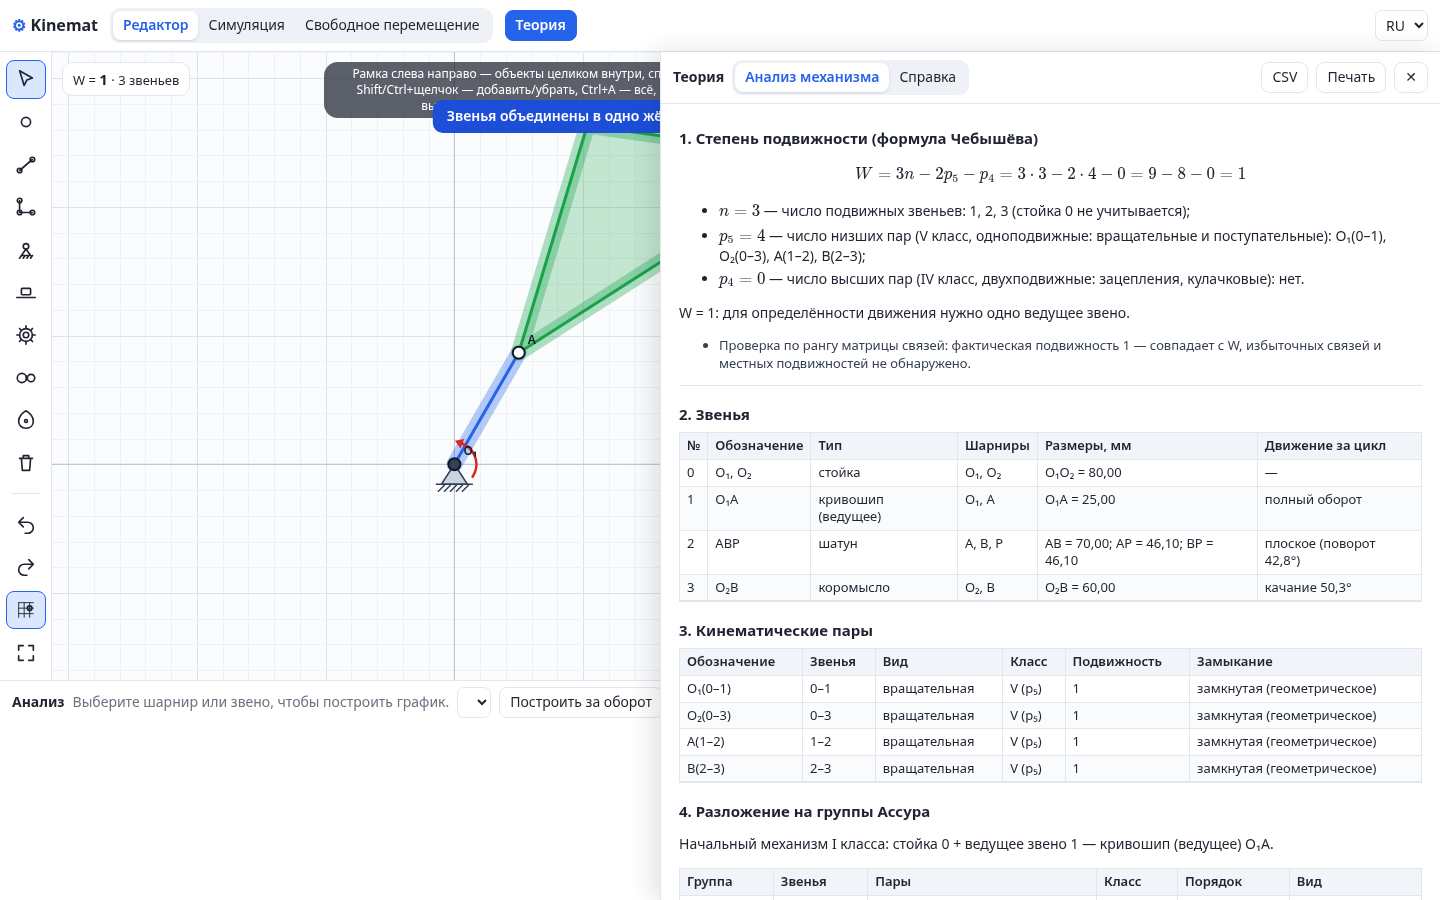 Kinemat
Редактор
Симуляция
Свободное перемещение
Теория
RU
W = 1 · 3 звеньев
Рамка слева направо — объекты целиком внутри, сп
Shift/Ctrl+щелчок — добавить/убрать, Ctrl+A — всё,
вы
Звенья объединены в одно жё
A
O₁
Анализ
Выберите шарнир или звено, чтобы построить график.
Построить за оборот
Теория
Анализ механизма
Справка
CSV
Печать
✕
1. Степень подвижности (формула Чебышёва)
W = 3n − 2p₅ − p₄ = 3 · 3 − 2 · 4 − 0 = 9 − 8 − 0 = 1
• n = 3 — число подвижных звеньев: 1, 2, 3 (стойка 0 не учитывается);
• p₅ = 4 — число низших пар (V класс, одноподвижные: вращательные и поступательные): O₁(0–1),
O₂(0–3), A(1–2), B(2–3);
• p₄ = 0 — число высших пар (IV класс, двухподвижные: зацепления, кулачковые): нет.
W = 1: для определённости движения нужно одно ведущее звено.
• Проверка по рангу матрицы связей: фактическая подвижность 1 — совпадает с W, избыточных связей и
местных подвижностей не обнаружено.
2. Звенья
№ Обозначение Тип Шарниры Размеры, мм Движение за цикл
0 O₁, O₂ стойка O₁, O₂ O₁O₂ = 80,00 —
1 O₁A кривошип O₁, A O₁A = 25,00 полный оборот
(ведущее)
2 ABP шатун A, B, P AB = 70,00; AP = 46,10; BP = плоское (поворот
46,10 42,8°)
3 O₂B коромысло O₂, B O₂B = 60,00 качание 50,3°
3. Кинематические пары
Обозначение Звенья Вид Класс Подвижность Замыкание
O₁(0–1) 0–1 вращательная V (p₅) 1 замкнутая (геометрическое)
O₂(0–3) 0–3 вращательная V (p₅) 1 замкнутая (геометрическое)
A(1–2) 1–2 вращательная V (p₅) 1 замкнутая (геометрическое)
B(2–3) 2–3 вращательная V (p₅) 1 замкнутая (геометрическое)
4. Разложение на группы Ассура
Начальный механизм I класса: стойка 0 + ведущее звено 1 — кривошип (ведущее) O₁A.
Группа Звенья Пары Класс Порядок Вид